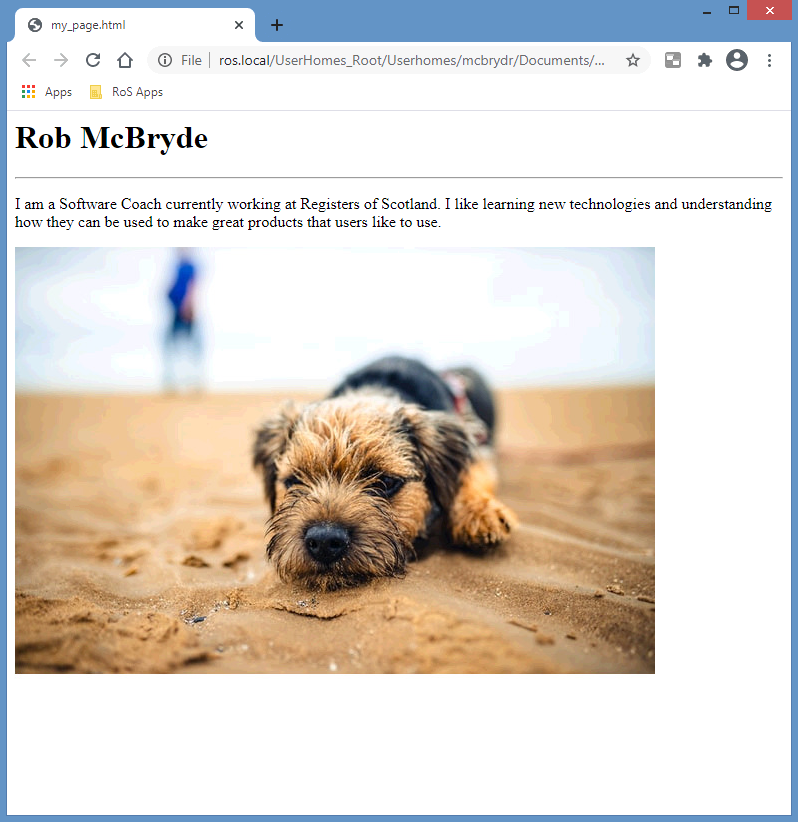 my_page.html
File ros.local/UserHomes_Root/Userhomes/mcbrydr/Documents/...
Apps RoS Apps
Rob McBryde
I am a Software Coach currently working at Registers of Scotland. I like learning new technologies and understanding
how they can be used to make great products that users like to use.